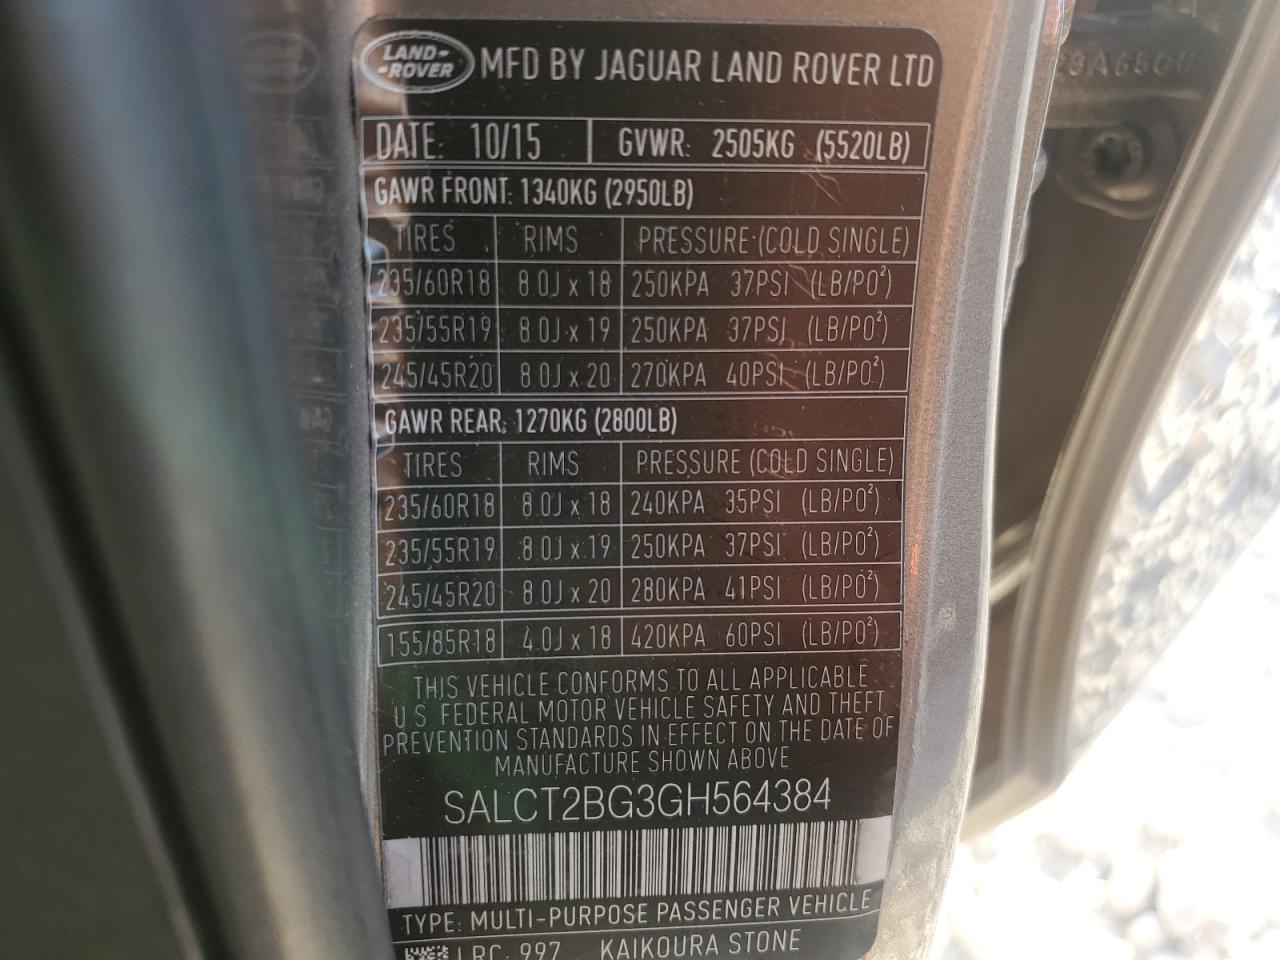 LAND-
-ROVER
MFD BY JAGUAR LAND ROVER LTD
DATE: 10/15 GVWR: 2505KG (5520LB)
GAWR FRONT: 1340KG (2950LB)
TIRES RIMS PRESSURE (COLD SINGLE)
235/60R18 8.0J x 18 250KPA 37PSI (LB/PO²)
235/55R19 8.0J x 19 250KPA 37PSI (LB/PO²)
245/45R20 8.0J x 20 270KPA 40PSI (LB/PO²)
GAWR REAR: 1270KG (2800LB)
TIRES RIMS PRESSURE (COLD SINGLE)
235/60R18 8.0J x 18 240KPA 35PSI (LB/PO²)
235/55R19 8.0J x 19 250KPA 37PSI (LB/PO²)
245/45R20 8.0J x 20 280KPA 41PSI (LB/PO²)
155/85R18 4.0J x 18 420KPA 60PSI (LB/PO²)
THIS VEHICLE CONFORMS TO ALL APPLICABLE
U.S. FEDERAL MOTOR VEHICLE SAFETY AND THEFT
PREVENTION STANDARDS IN EFFECT ON THE DATE OF
MANUFACTURE SHOWN ABOVE
SALCT2BG3GH564384
TYPE: MULTI-PURPOSE PASSENGER VEHICLE
LRC: 997 KAIKOURA STONE